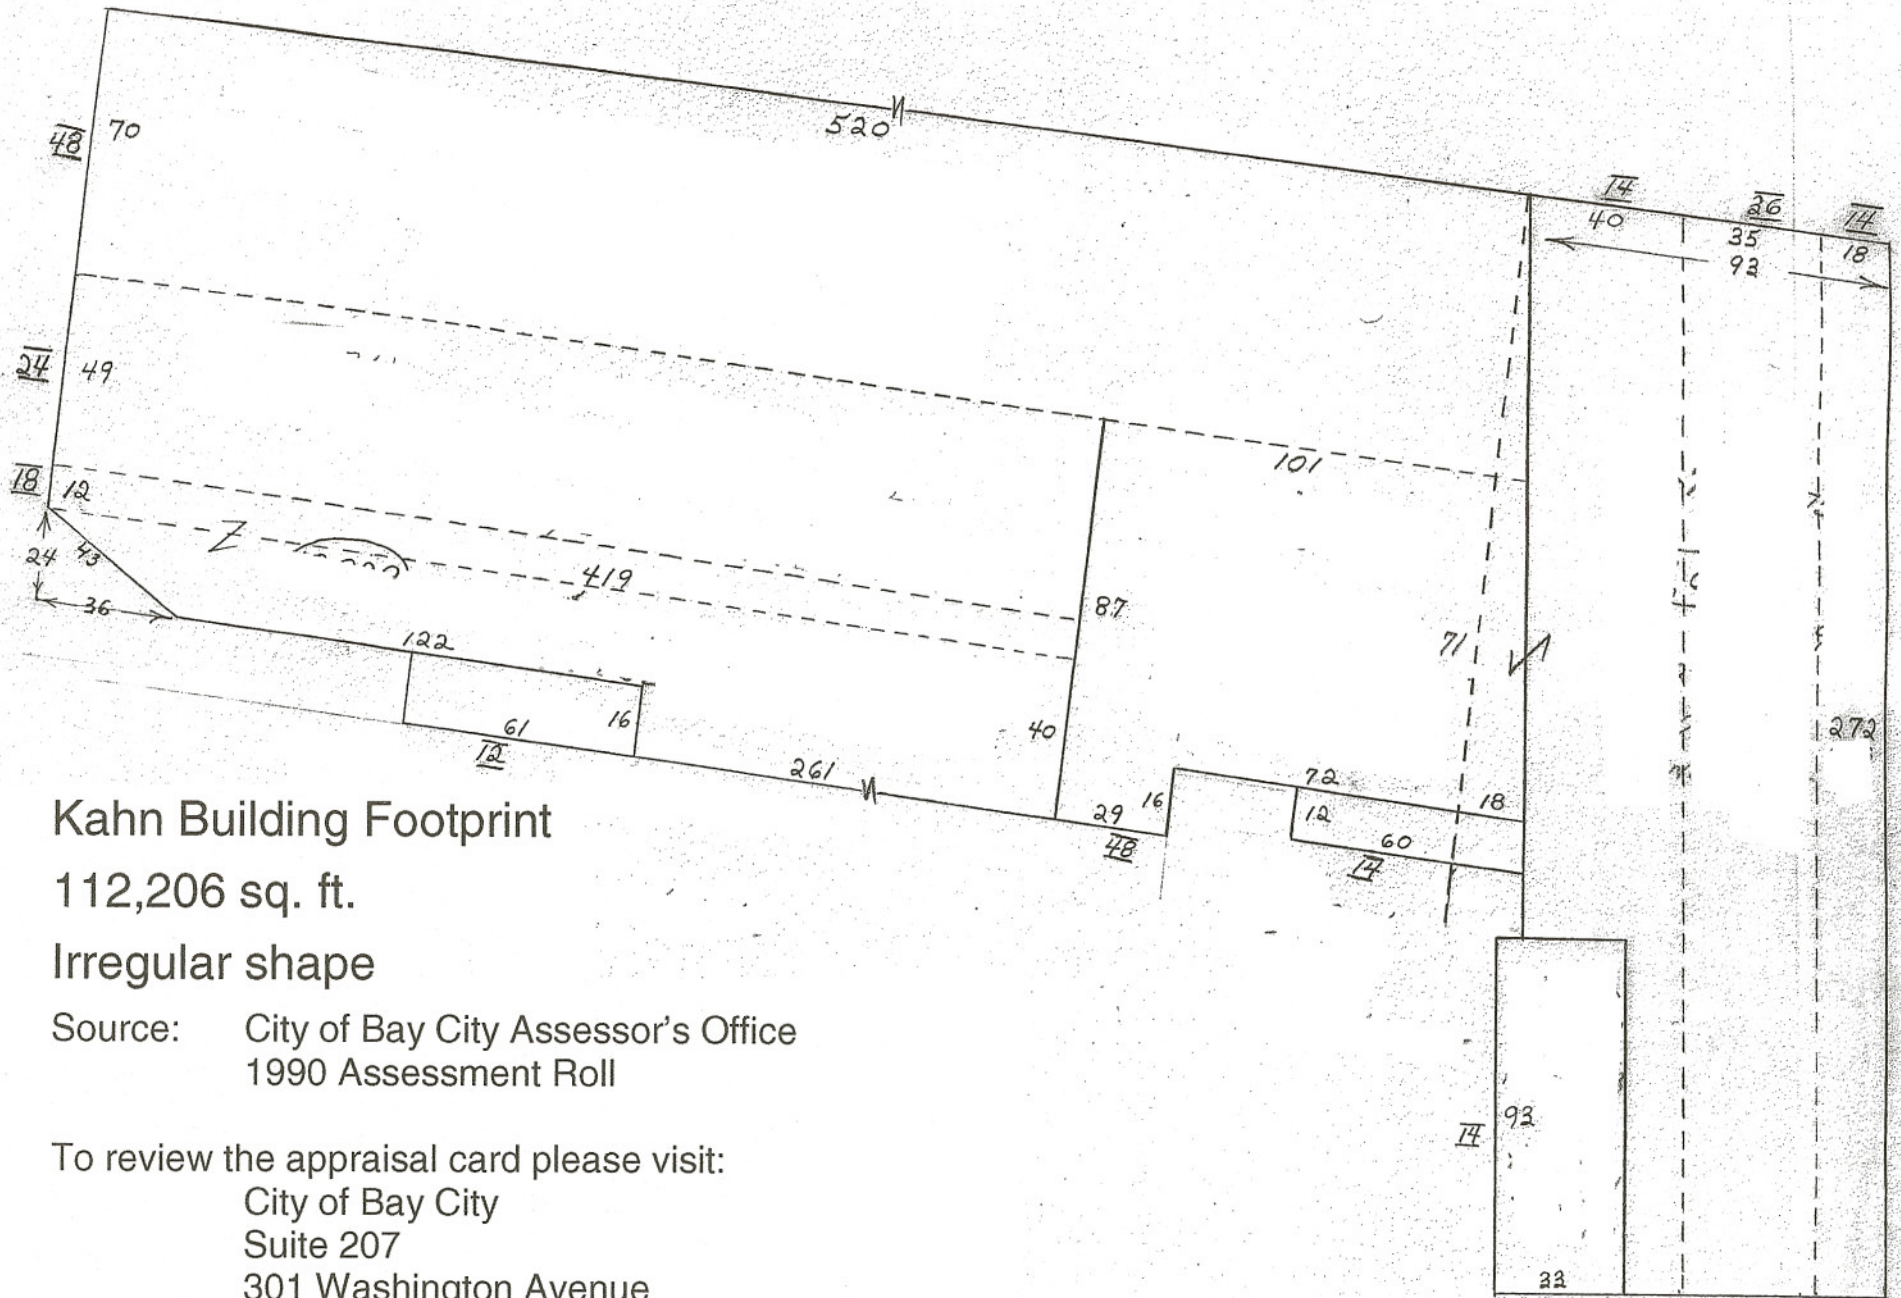 520
48 70
14 26 14
40 35 18
93
24 49
101
18 12
24 43
419
36
87
71
122
16
61
12
40
261
272
72
16 18
29 12
48 60
14
Kahn Building Footprint
112,206 sq. ft.
Irregular shape
Source: City of Bay City Assessor's Office
1990 Assessment Roll
14 93
To review the appraisal card please visit:
City of Bay City
Suite 207
301 Washington Avenue
33